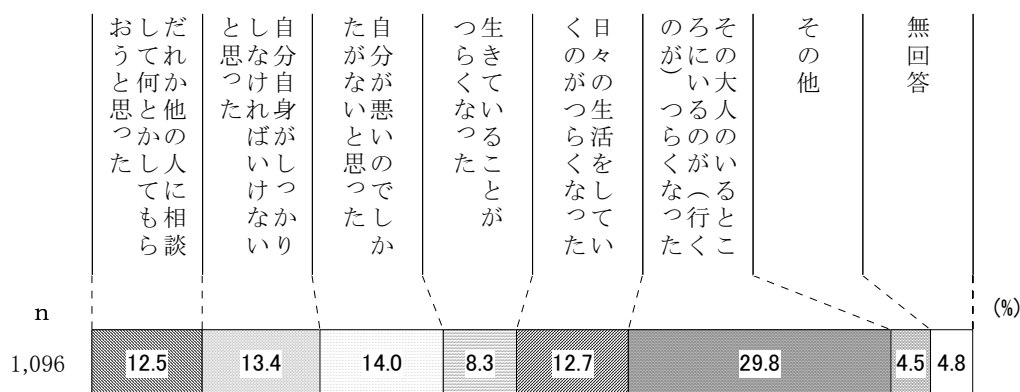 だれか他の人に相談
して何とかしてもら
おうと思った
自分自身がしっかり
しなければいけない
と思った
自分が悪いのでしか
たがないと思った
生きていることが
つらくなった
日々の生活をしてい
くのがつらくなった
その大人のいるとこ
ろにいるのが（行く
のが）つらくなった
その他
無回答
n
(%)
1,096
12.5
13.4
14.0
8.3
12.7
29.8
4.5
4.8